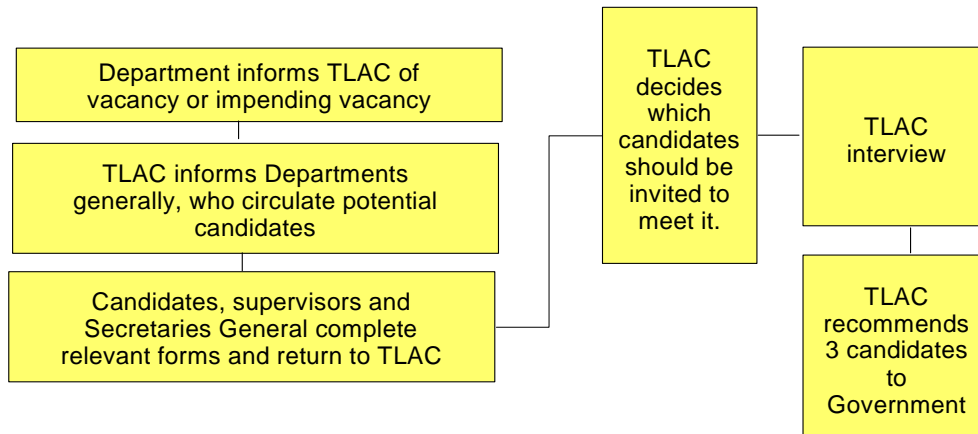 Department informs TLAC of
vacancy or impending vacancy
TLAC informs Departments
generally, who circulate potential
candidates
Candidates, supervisors and
Secretaries General complete
relevant forms and return to TLAC
TLAC
decides
which
candidates
should be
invited to
meet it.
TLAC
interview
TLAC
recommends
3 candidates
to
Government